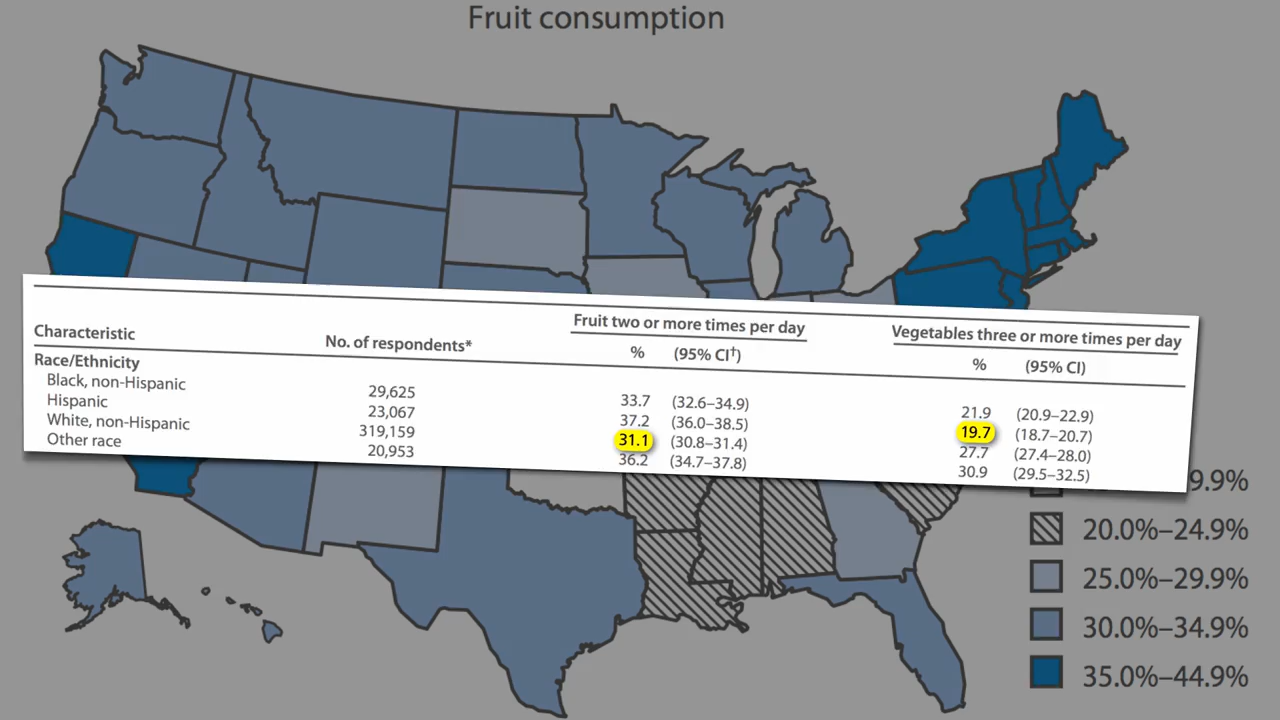 Fruit consumption
Characteristic No. of respondents* Fruit two or more times per day Vegetables three or more times per day
% (95% CI†) % (95% CI)
Race/Ethnicity
Black, non-Hispanic 29,625 33.7 (32.6–34.9) 21.9 (20.9–22.9)
Hispanic 23,067 37.2 (36.0–38.5) 19.7 (18.7–20.7)
White, non-Hispanic 319,159 31.1 (30.8–31.4) 27.7 (27.4–28.0)
Other race 20,953 36.2 (34.7–37.8) 30.9 (29.5–32.5)
9.9%
20.0%–24.9%
25.0%–29.9%
30.0%–34.9%
35.0%–44.9%